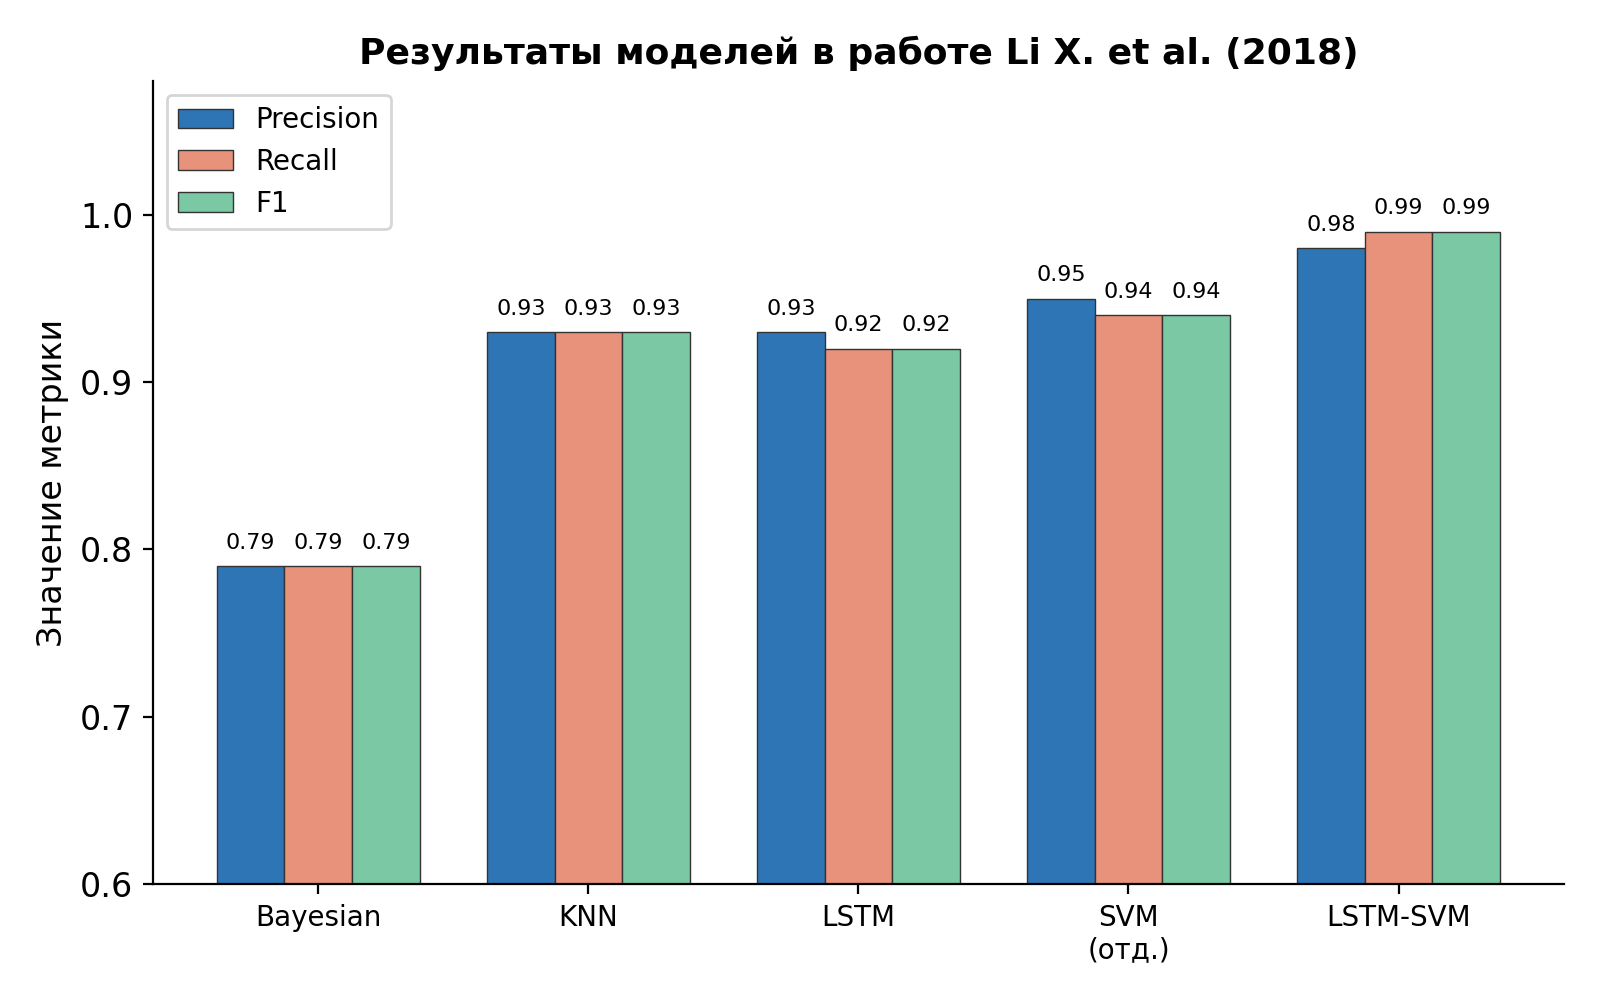 Результаты моделей в работе Li X. et al. (2018)
Precision
Recall
F1
Значение метрики
1.0
0.9
0.8
0.7
0.6
0.79 0.79 0.79
0.93 0.93 0.93
0.93 0.92 0.92
0.95 0.94 0.94
0.98 0.99 0.99
Bayesian
KNN
LSTM
SVM
(отд.)
LSTM-SVM